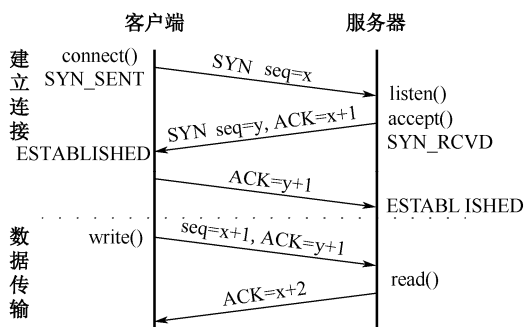 客户端
服务器
建立连接
connect()
SYN_SENT
SYN seq=x
listen()
accept()
SYN_RCVD
SYN seq=y, ACK=x+1
ESTABLISHED
ACK=y+1
ESTABL ISHED
数据传输
write()
seq=x+1, ACK=y+1
read()
ACK=x+2